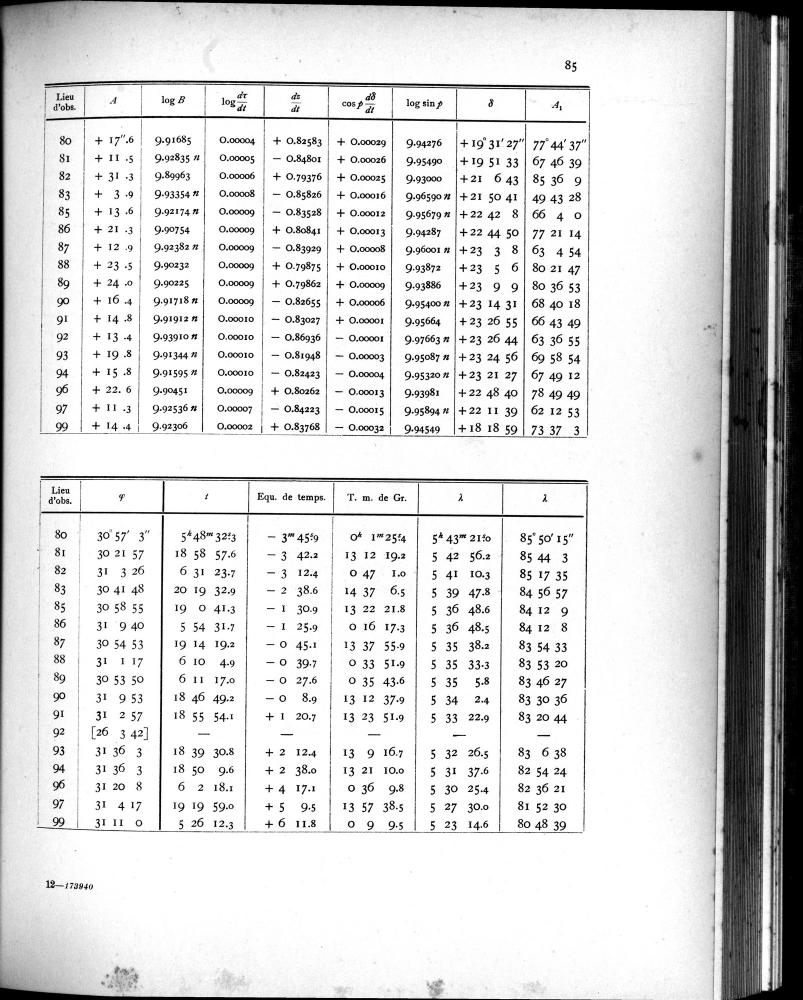 85
Lieu d'obs. A log B log dτ/dt dz/dt cos p dδ/dt log sin p δ A₁
80 + 17″.6 9.91685 0.00004 + 0.82583 + 0.00029 9.94276 + 19° 31′ 27″ 77° 44′ 37″
81 + 11 .5 9.92835 n 0.00005 − 0.84801 + 0.00026 9.95490 + 19 51 33 67 46 39
82 + 31 .3 9.89963 0.00006 + 0.79376 + 0.00025 9.93000 + 21 6 43 85 36 9
83 + 3 .9 9.93354 n 0.00008 − 0.85826 + 0.00016 9.96590 n + 21 50 41 49 43 28
85 + 13 .6 9.92174 n 0.00009 − 0.83528 + 0.00012 9.95679 n + 22 42 8 66 4 0
86 + 21 .3 9.90754 0.00009 + 0.80841 + 0.00013 9.94287 + 22 44 50 77 21 14
87 + 12 .9 9.92382 n 0.00009 − 0.83929 + 0.00008 9.96001 n + 23 3 8 63 4 54
88 + 23 .5 9.90232 0.00009 + 0.79875 + 0.00010 9.93872 + 23 5 6 80 21 47
89 + 24 .0 9.90225 0.00009 + 0.79862 + 0.00009 9.93886 + 23 9 9 80 36 53
90 + 16 .4 9.91718 n 0.00009 − 0.82655 + 0.00006 9.95400 n + 23 14 31 68 40 18
91 + 14 .8 9.91912 n 0.00010 − 0.83027 + 0.00001 9.95664 + 23 26 55 66 43 49
92 + 13 .4 9.93910 n 0.00010 − 0.86936 − 0.00001 9.97663 n + 23 26 44 63 36 55
93 + 19 .8 9.91344 n 0.00010 − 0.81948 − 0.00003 9.95087 n + 23 24 56 69 58 54
94 + 15 .8 9.91595 n 0.00010 − 0.82423 − 0.00004 9.95320 n + 23 21 27 67 49 12
96 + 22. 6 9.90451 0.00009 + 0.80262 − 0.00013 9.93981 + 22 48 40 78 49 49
97 + 11 .3 9.92536 n 0.00007 − 0.84223 − 0.00015 9.95894 n + 22 11 39 62 12 53
99 + 14 .4 9.92306 0.00002 + 0.83768 − 0.00032 9.94549 + 18 18 59 73 37 3
Lieu d'obs. φ t Equ. de temps. T. m. de Gr. λ λ
80 30° 57′ 3″ 5h 48m 32s.3 − 3m 45s.9 0h 1m 25s.4 5h 43m 21s.0 85° 50′ 15″
81 30 21 57 18 58 57.6 − 3 42.2 13 12 19.2 5 42 56.2 85 44 3
82 31 3 26 6 31 23.7 − 3 12.4 0 47 1.0 5 41 10.3 85 17 35
83 30 41 48 20 19 32.9 − 2 38.6 14 37 6.5 5 39 47.8 84 56 57
85 30 58 55 19 0 41.3 − 1 30.9 13 22 21.8 5 36 48.6 84 12 9
86 31 9 40 5 54 31.7 − 1 25.9 0 16 17.3 5 36 48.5 84 12 8
87 30 54 53 19 14 19.2 − 0 45.1 13 37 55.9 5 35 38.2 83 54 33
88 31 1 17 6 10 4.9 − 0 39.7 0 33 51.9 5 35 33.3 83 53 20
89 30 53 50 6 11 17.0 − 0 27.6 0 35 43.6 5 35 5.8 83 46 27
90 31 9 53 18 46 49.2 − 0 8.9 13 12 37.9 5 34 2.4 83 30 36
91 31 2 57 18 55 54.1 + 1 20.7 13 23 51.9 5 33 22.9 83 20 44
92 [26 3 42] — — — — —
93 31 36 3 18 39 30.8 + 2 12.4 13 9 16.7 5 32 26.5 83 6 38
94 31 36 3 18 50 9.6 + 2 38.0 13 21 10.0 5 31 37.6 82 54 24
96 31 20 8 6 2 18.1 + 4 17.1 0 36 9.8 5 30 25.4 82 36 21
97 31 4 17 19 19 59.0 + 5 9.5 13 57 38.5 5 27 30.0 81 52 30
99 31 11 0 5 26 12.3 + 6 11.8 0 9 9.5 5 23 14.6 80 48 39
12—173940